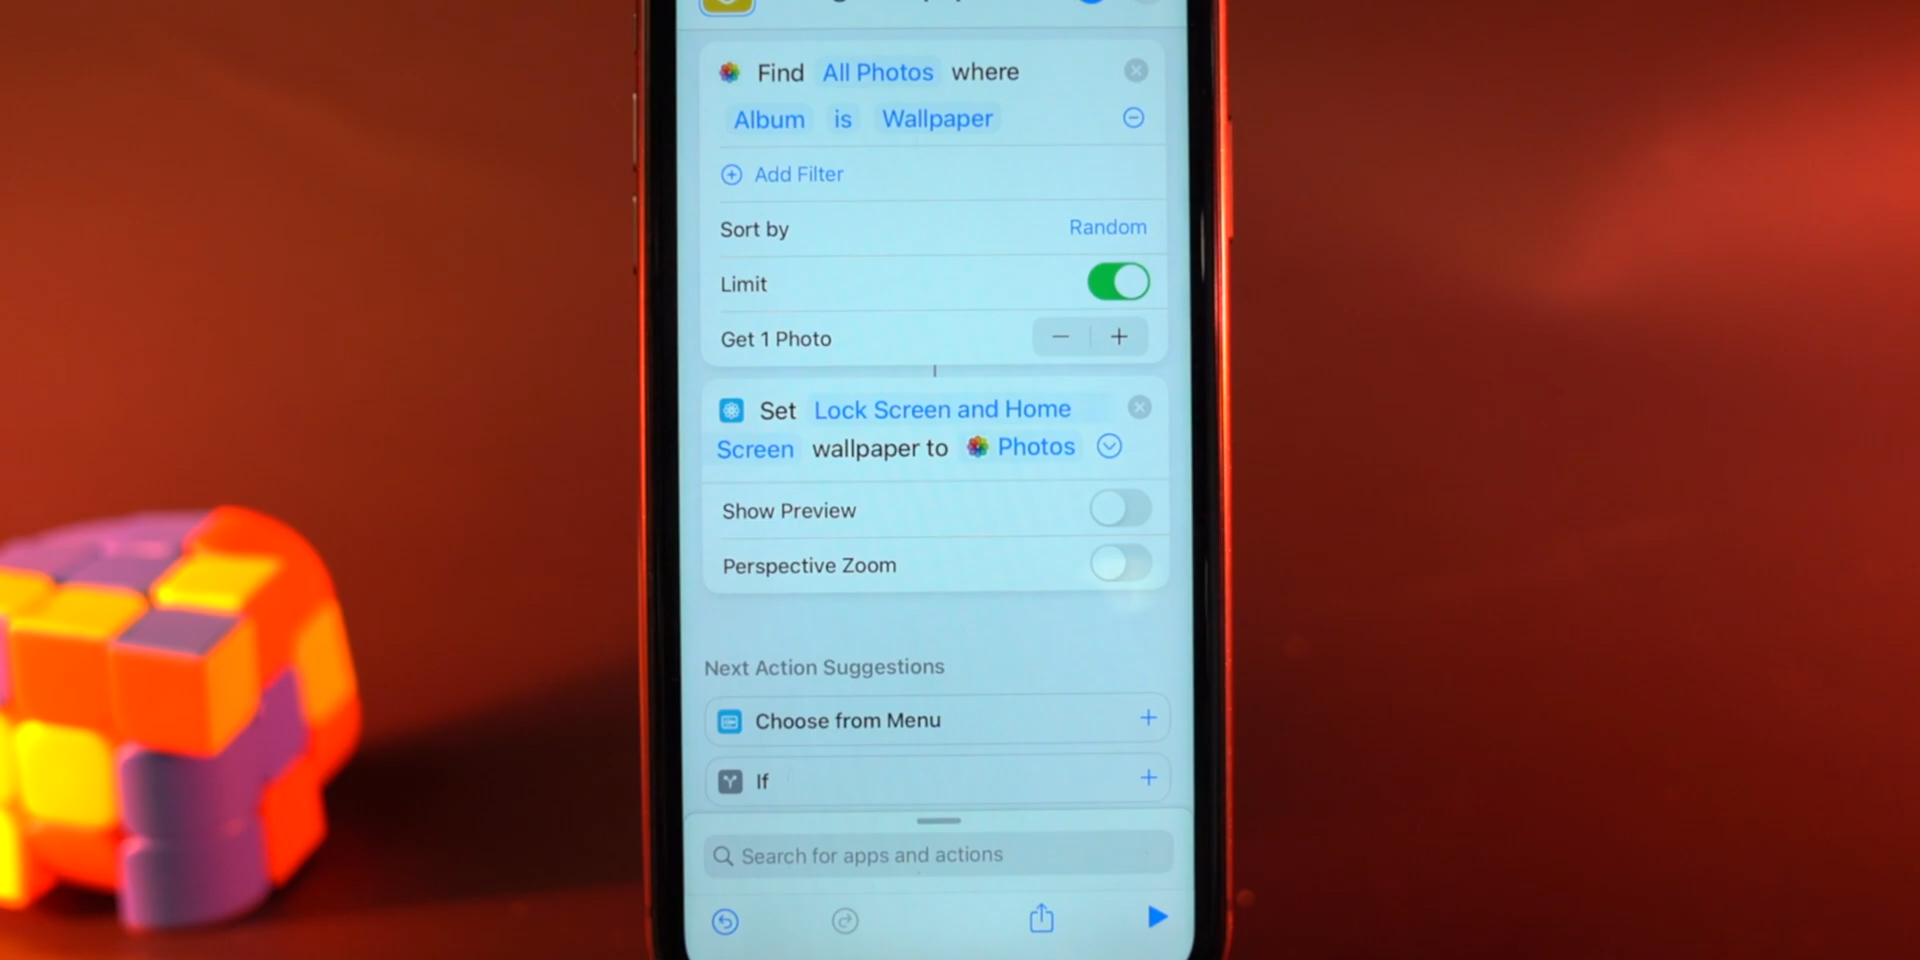 Find All Photos where
Album is Wallpaper
Add Filter
Sort by Random
Limit
Get 1 Photo
Set Lock Screen and Home
Screen wallpaper to Photos
Show Preview
Perspective Zoom
Next Action Suggestions
Choose from Menu
If
Search for apps and actions